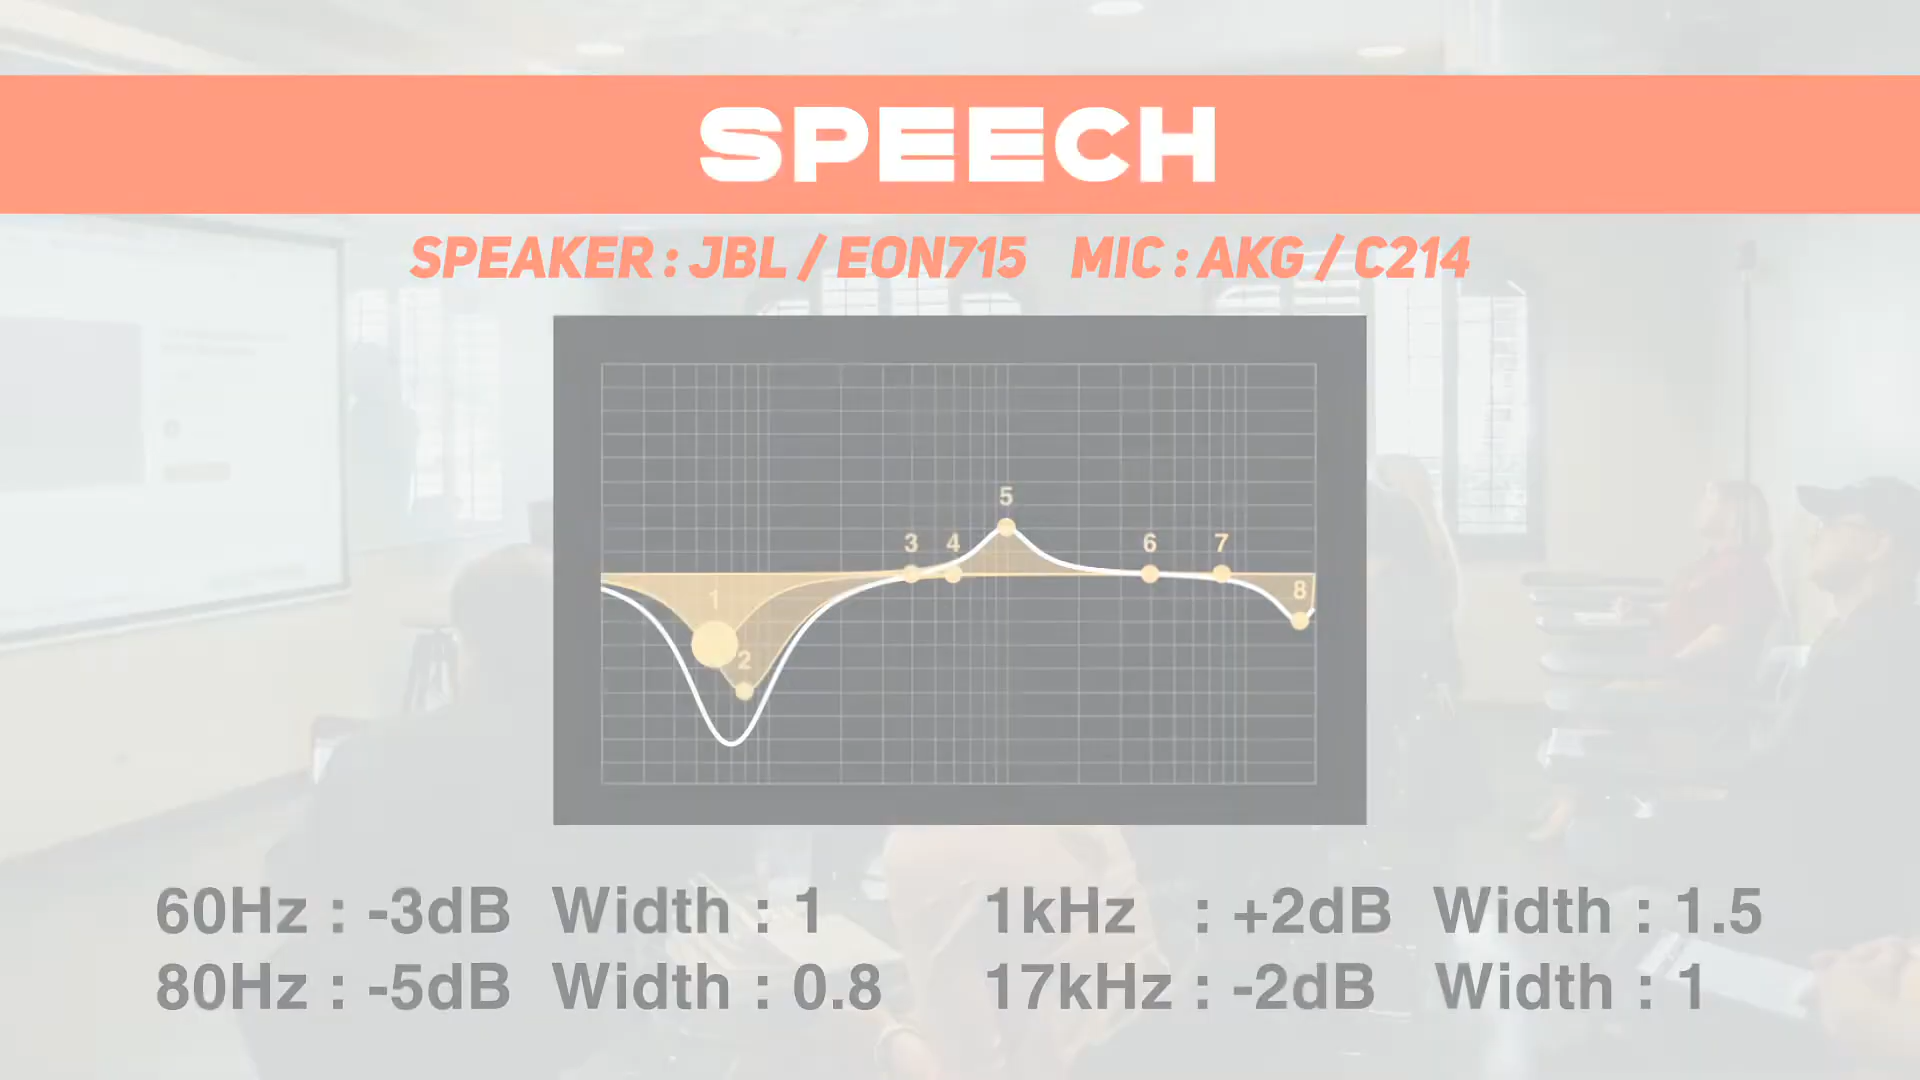 SPEECH
SPEAKER : JBL / EON715 MIC : AKG / C214
5
3 4 6 7
1 8
2
60Hz : -3dB Width : 1 1kHz : +2dB Width : 1.5
80Hz : -5dB Width : 0.8 17kHz : -2dB Width : 1